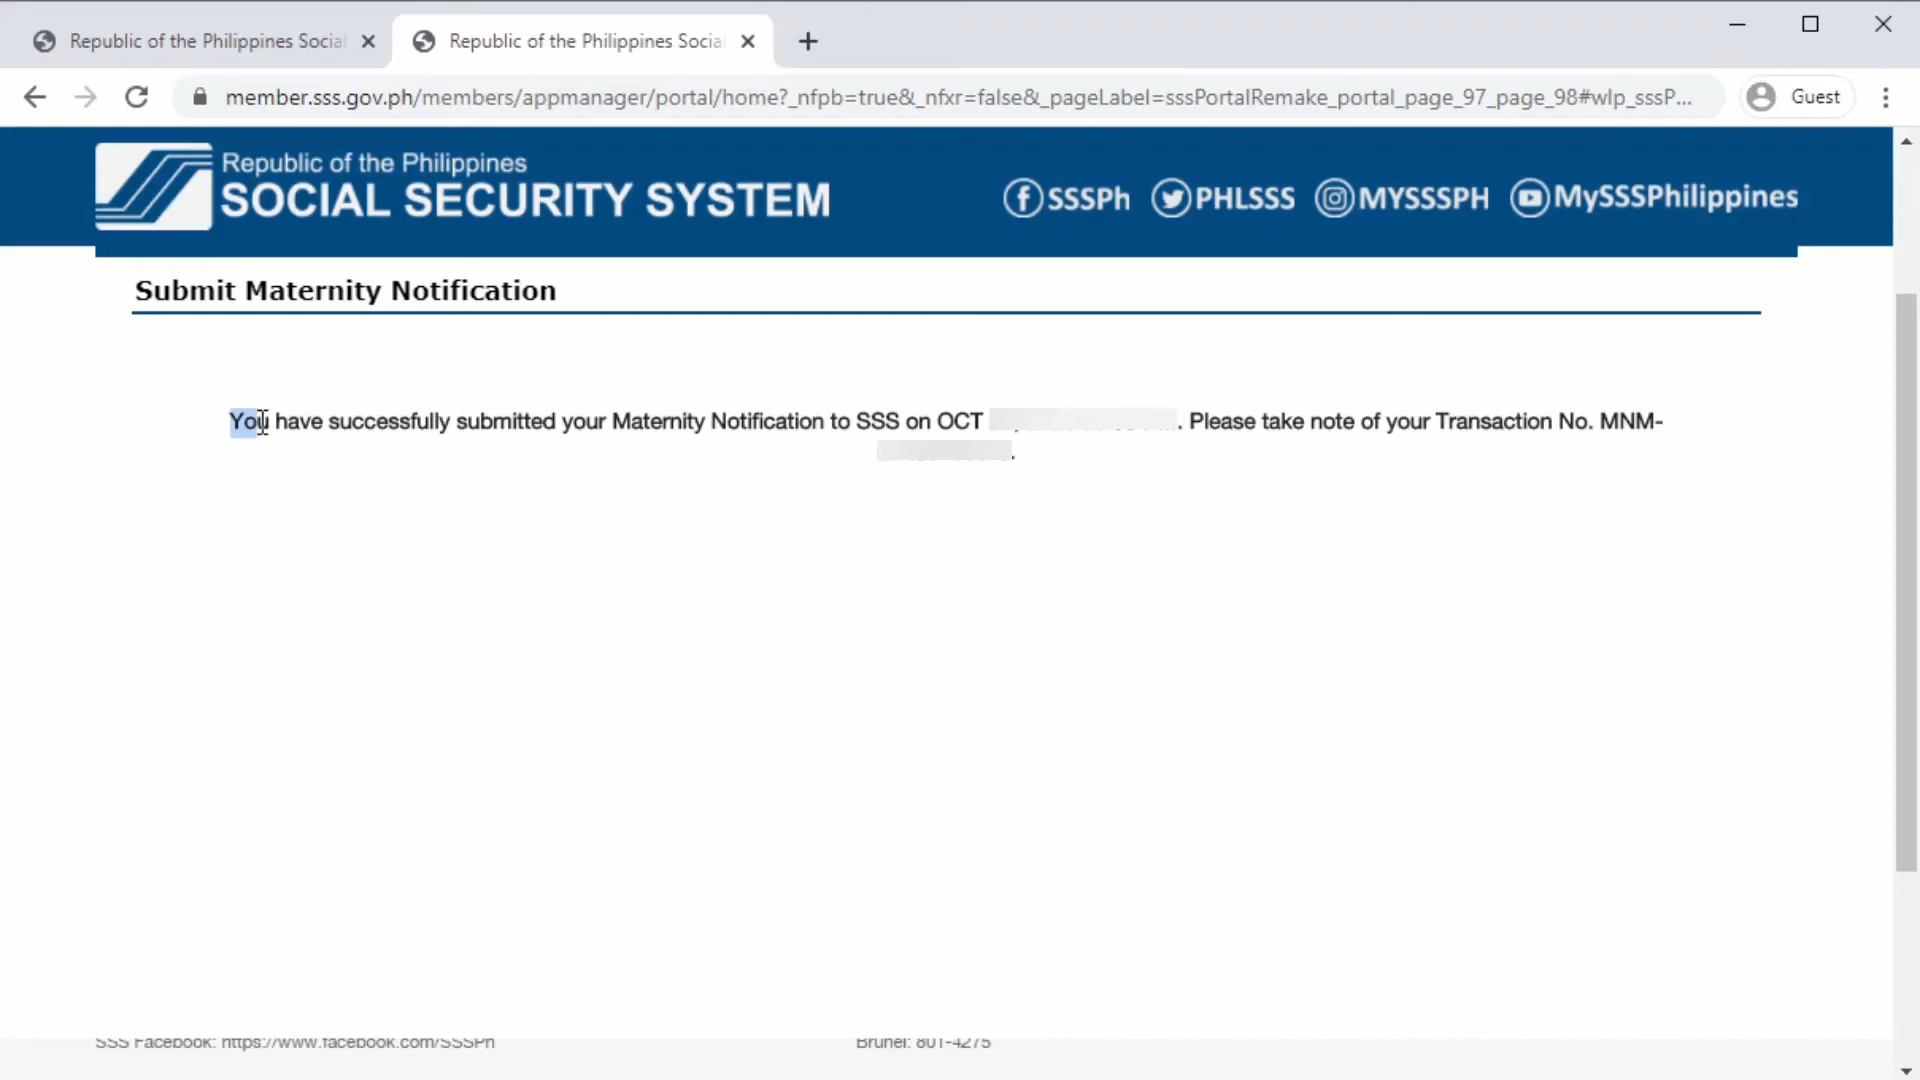 Republic of the Philippines Socia
Republic of the Philippines Socia
member.sss.gov.ph/members/appmanager/portal/home?_nfpb=true&_nfxr=false&_pageLabel=sssPortalRemake_portal_page_97_page_98#wlp_sssP...
Guest
Republic of the Philippines
SOCIAL SECURITY SYSTEM
SSSPh PHLSSS MYSSSPH MySSSPhilippines
Submit Maternity Notification
You have successfully submitted your Maternity Notification to SSS on OCT . Please take note of your Transaction No. MNM-
.
SSS Facebook: https://www.facebook.com/SSSPh
Brunei: 801-4275